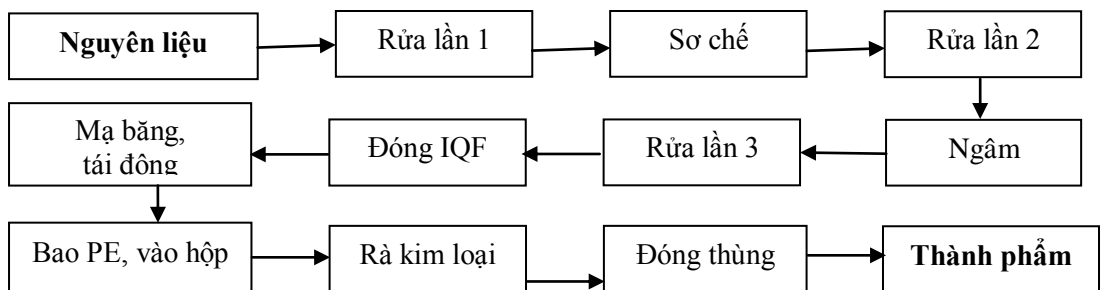 Nguyên liệu
Rửa lần 1
Sơ chế
Rửa lần 2
Ngâm
Rửa lần 3
Đóng IQF
Mạ băng,
tái đông
Bao PE, vào hộp
Rà kim loại
Đóng thùng
Thành phẩm